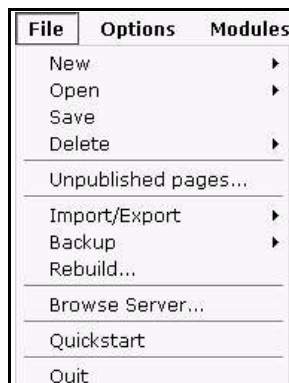 File Options Modules
New
Open
Save
Delete
Unpublished pages...
Import/Export
Backup
Rebuild...
Browse Server...
Quickstart
Quit